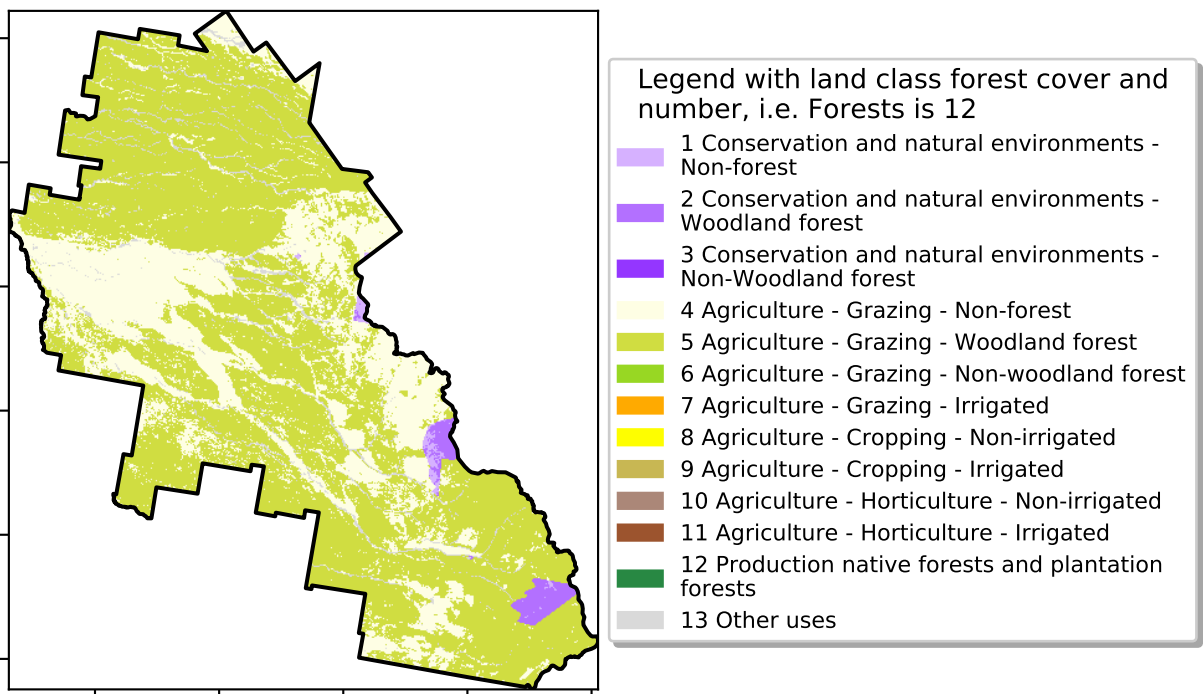 Legend with land class forest cover and
number, i.e. Forests is 12
1 Conservation and natural environments -
Non-forest
2 Conservation and natural environments -
Woodland forest
3 Conservation and natural environments -
Non-Woodland forest
4 Agriculture - Grazing - Non-forest
5 Agriculture - Grazing - Woodland forest
6 Agriculture - Grazing - Non-woodland forest
7 Agriculture - Grazing - Irrigated
8 Agriculture - Cropping - Non-irrigated
9 Agriculture - Cropping - Irrigated
10 Agriculture - Horticulture - Non-irrigated
11 Agriculture - Horticulture - Irrigated
12 Production native forests and plantation
forests
13 Other uses